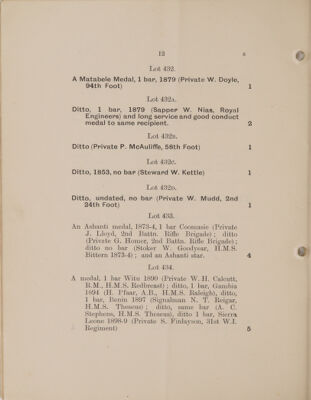 12
Lot 432.
A Matabele Medal, 1 bar, 1879 (Private W. Doyle,
94th Foot) 1
Lot 432A.
Ditto, 1 bar, 1879 (Sapper W. Nias, Royal
Engineers) and long service and good conduct
medal to same recipient. 2
Lot 432B.
Ditto (Private P. McAuliffe, 58th Foot) 1
Lot 432C.
Ditto, 1853, no bar (Steward W. Kettle) 1
Lot 432D.
Ditto, undated, no bar (Private W. Mudd, 2nd
24th Foot) 1
Lot 433.
An Ashanti medal, 1873-4, 1 bar Coomasie (Private
J. Lloyd, 2nd Battn. Rifle Brigade); ditto
(Private G. Homer, 2nd Battn. Rifle Brigade);
ditto no bar (Stoker W. Goodyear, H.M.S.
Bittern 1873-4); and an Ashanti star. 4
Lot 434.
A medal, 1 bar Witu 1890 (Private W. H. Calcutt,
R.M., H.M.S. Redbreast); ditto, 1 bar, Gambia
1894 (H. Pfaar, A.B., H.M.S. Raleigh), ditto,
1 bar, Benin 1897 (Signalman N. T. Reigar,
H.M.S. Theseus); ditto, same bar (A. C.
Stephens, H.M.S. Theseus), ditto 1 bar, Sierra
Leone 1898-9 (Private S. Finlayson, 31st W.I.
Regiment) 5